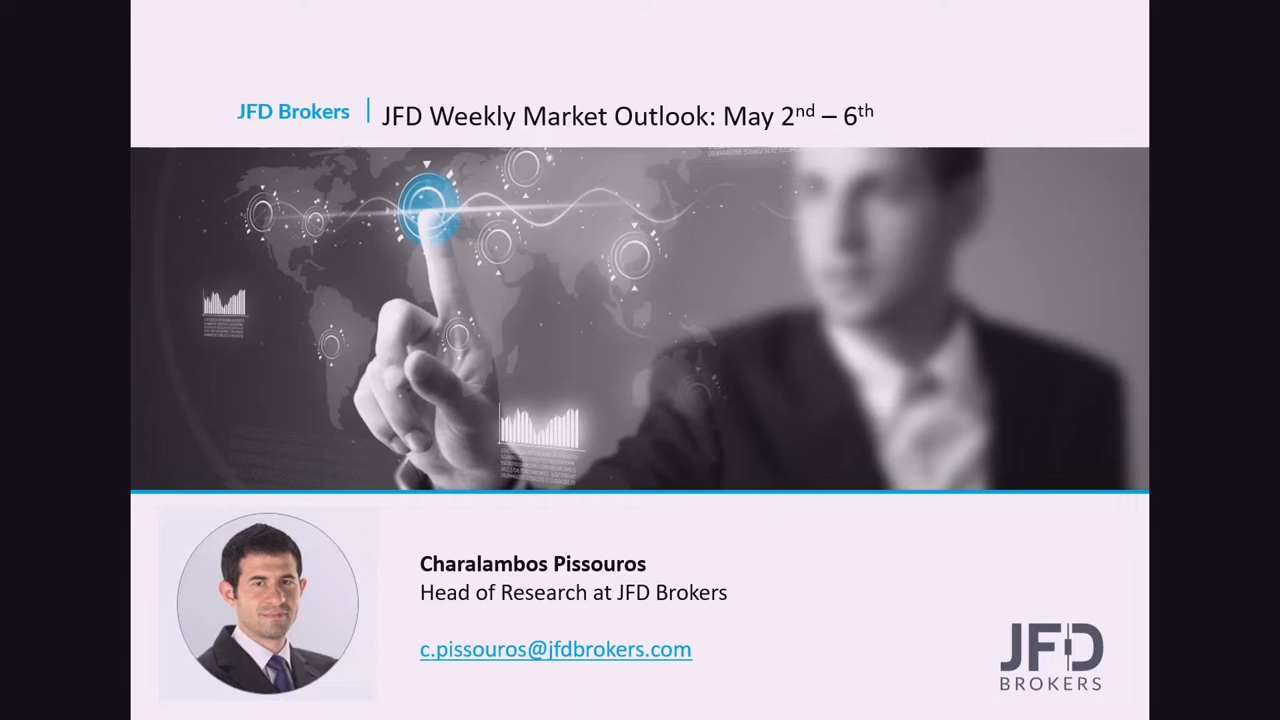 JFD Brokers | JFD Weekly Market Outlook: May 2nd – 6th
Charalambos Pissouros
Head of Research at JFD Brokers
c.pissouros@jfdbrokers.com
JFD
BROKERS